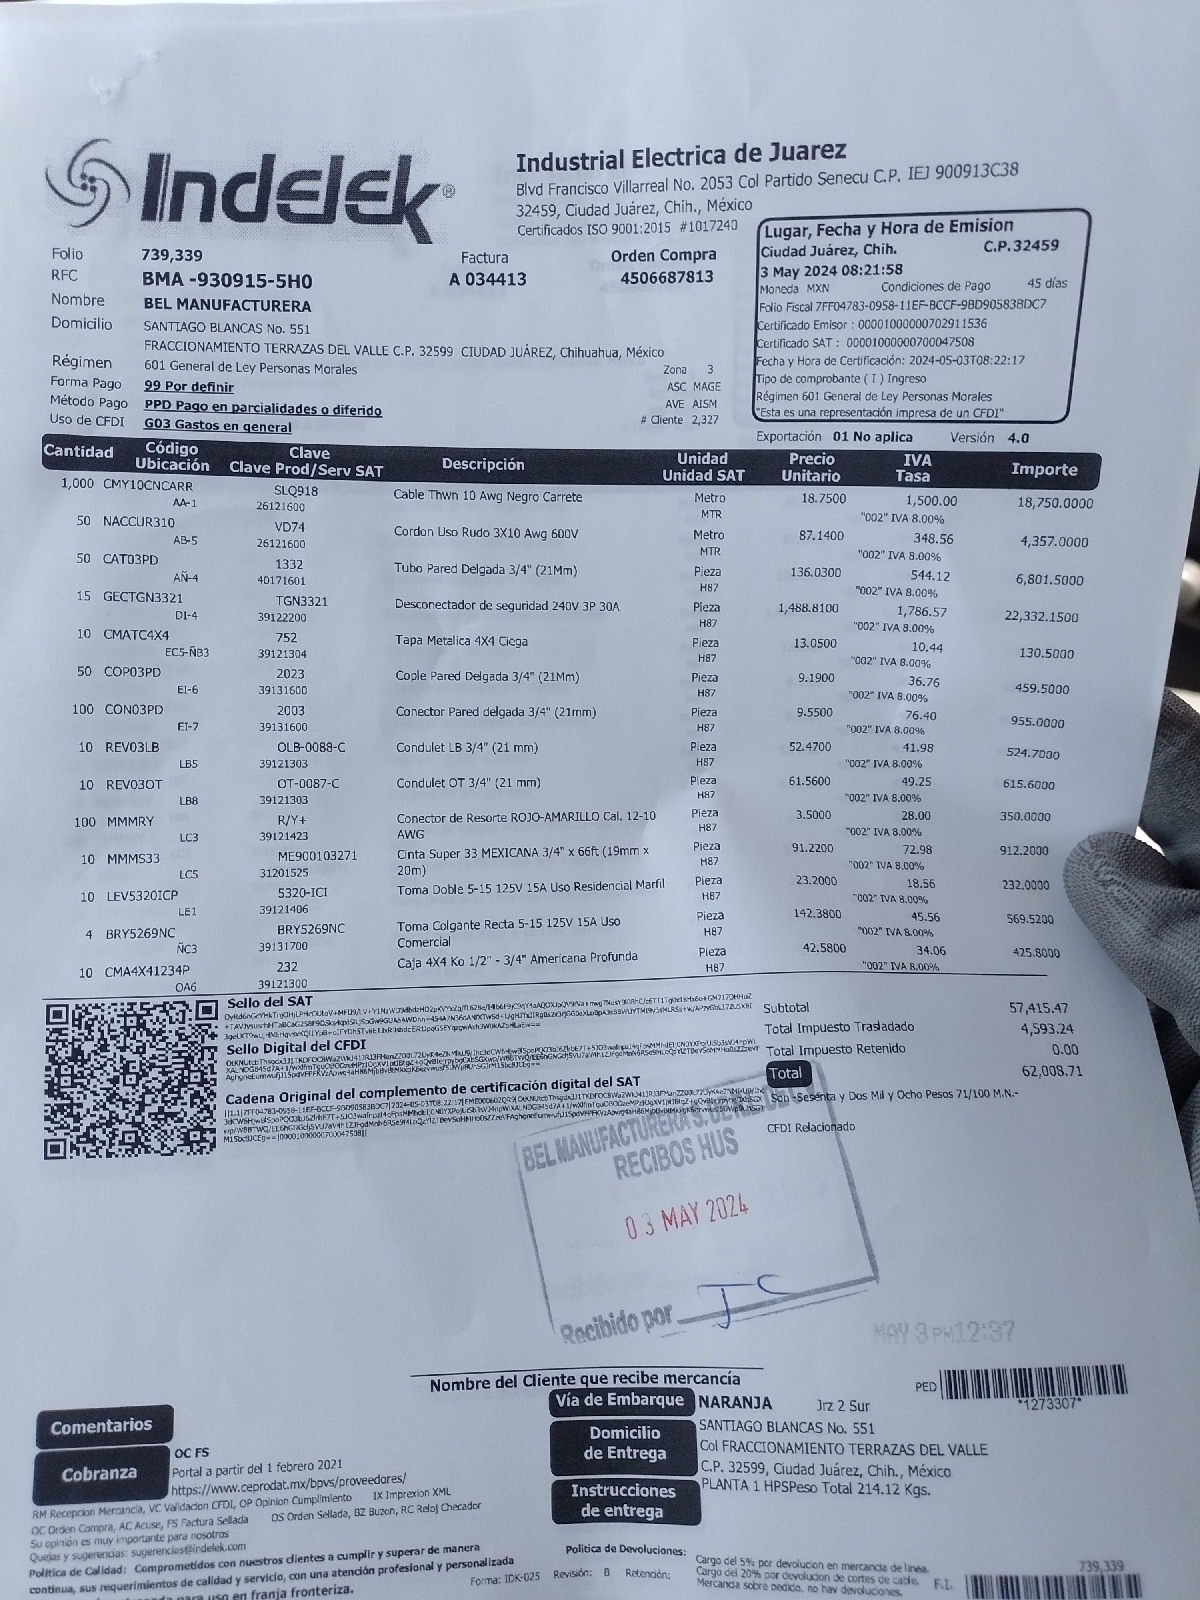 Indelek®
Industrial Electrica de Juarez
Blvd Francisco Villarreal No. 2053 Col Partido Senecu C.P. IEJ 900913C38
32459, Ciudad Juárez, Chih., México
Certificados ISO 9001:2015 #1017240
Folio 739,339 Factura Orden Compra
RFC BMA -930915-5H0 A 034413 4506687813
Nombre BEL MANUFACTURERA
Domicilio SANTIAGO BLANCAS No. 551
FRACCIONAMIENTO TERRAZAS DEL VALLE C.P. 32599 CIUDAD JUÁREZ, Chihuahua, México
Régimen 601 General de Ley Personas Morales
Forma Pago 99 Por definir
Método Pago PPD Pago en parcialidades o diferido
Uso de CFDI G03 Gastos en general
Zona 3
ASC MAGE
AVE AISM
# Cliente 2,327
Lugar, Fecha y Hora de Emision
Ciudad Juárez, Chih. C.P. 32459
3 May 2024 08:21:58
Moneda MXN Condiciones de Pago 45 días
Folio Fiscal 7FF04783-0958-11EF-BCCF-9BD90583BDC7
Certificado Emisor : 00001000000702911536
Certificado SAT : 00001000000700047508
Fecha y Hora de Certificación: 2024-05-03T08:22:17
Tipo de comprobante ( I ) Ingreso
Régimen 601 General de Ley Personas Morales
"Esta es una representación impresa de un CFDI"
Exportación 01 No aplica Versión 4.0
Cantidad Código Clave Descripción Unidad Precio IVA Importe
Ubicación Clave Prod/Serv SAT Unidad SAT Unitario Tasa
1,000 CMY10CNCARR SLQ918 Cable Thwn 10 Awg Negro Carrete Metro 18.7500 1,500.00 18,750.0000
AA-1 26121600 MTR "002" IVA 8.00%
50 NACCUR310 VD74 Cordon Uso Rudo 3X10 Awg 600V Metro 87.1400 348.56 4,357.0000
AB-5 26121600 MTR "002" IVA 8.00%
50 CAT03PD 1332 Tubo Pared Delgada 3/4" (21Mm) Pieza 136.0300 544.12 6,801.5000
AÑ-4 40171601 H87 "002" IVA 8.00%
15 GECTGN3321 TGN3321 Desconectador de seguridad 240V 3P 30A Pieza 1,488.8100 1,786.57 22,332.1500
DI-4 39122200 H87 "002" IVA 8.00%
10 CMATC4X4 752 Tapa Metalica 4X4 Ciega Pieza 13.0500 10.44 130.5000
EC5-ÑB3 39121304 H87 "002" IVA 8.00%
50 COP03PD 2023 Cople Pared Delgada 3/4" (21Mm) Pieza 9.1900 36.76 459.5000
EI-6 39131600 H87 "002" IVA 8.00%
100 CON03PD 2003 Conector Pared delgada 3/4" (21mm) Pieza 9.5500 76.40 955.0000
EI-7 39131600 H87 "002" IVA 8.00%
10 REV03LB OLB-0088-C Condulet LB 3/4" (21 mm) Pieza 52.4700 41.98 524.7000
LB5 39121303 H87 "002" IVA 8.00%
10 REV03OT OT-0087-C Condulet OT 3/4" (21 mm) Pieza 61.5600 49.25 615.6000
LB8 39121303 H87 "002" IVA 8.00%
100 MMMRY R/Y+ Conector de Resorte ROJO-AMARILLO Cal. 12-10 Pieza 3.5000 28.00 350.0000
LC3 39121423 AWG H87 "002" IVA 8.00%
10 MMMS33 ME900103271 Cinta Super 33 MEXICANA 3/4" x 66ft (19mm x Pieza 91.2200 72.98 912.2000
LC5 31201525 20m) H87 "002" IVA 8.00%
10 LEV5320ICP 5320-ICI Toma Doble 5-15 125V 15A Uso Residencial Marfil Pieza 23.2000 18.56 232.0000
LE1 39121406 H87 "002" IVA 8.00%
4 BRY5269NC BRY5269NC Toma Colgante Recta 5-15 125V 15A Uso Pieza 142.3800 45.56 569.5200
ÑC3 39131700 Comercial H87 "002" IVA 8.00%
10 CMA4X41234P 232 Caja 4X4 Ko 1/2" - 3/4" Americana Profunda Pieza 42.5800 34.06 425.8000
OA6 39121300 H87 "002" IVA 8.00%
Sello del SAT
Sello Digital del CFDI
Cadena Original del complemento de certificación digital del SAT
Subtotal 57,415.47
Total Impuesto Trasladado 4,593.24
Total Impuesto Retenido 0.00
Total 62,008.71
Son -Sesenta y Dos Mil y Ocho Pesos 71/100 M.N.-
CFDI Relacionado
BEL MANUFACTURERA S.
RECIBOS HUS
03 MAY 2024
Recibido por JC
MAY 3 PM12:37
Nombre del Cliente que recibe mercancía
PED *1273307*
Vía de Embarque NARANJA Jrz 2 Sur
Domicilio de Entrega SANTIAGO BLANCAS No. 551
Col FRACCIONAMIENTO TERRAZAS DEL VALLE
C.P. 32599, Ciudad Juárez, Chih., México
Instrucciones de entrega PLANTA 1 HPSPeso Total 214.12 Kgs.
Comentarios
Cobranza OC FS
Portal a partir del 1 febrero 2021
https://www.ceprodat.mx/bpvs/proveedores/
RM Recepcion Mercancia, VC Validacion CFDI, OP Opinion Cumplimiento IX Imprexion XML
OC Orden Compra, AC Acuse, FS Factura Sellada OS Orden Sellada, BZ Buzon, RC Reloj Checador
Su opinión es muy importante para nosotros
Quejas y sugerencias: sugerencias@indelek.com
Política de Calidad: Comprometidos con nuestros clientes a cumplir y superar de manera
continua, sus requerimientos de calidad y servicio, con una atención profesional y personalizada
para su uso en franja fronteriza.
Forma: IDK-025 Revisión: B Retención:
Politica de Devoluciones: Cargo del 5% por devolucion en mercancia de linea.
Cargo del 20% por devolucion de cortes de cable.
Mercancia sobre pedido, no hay devoluciones.
F.I. 739,339